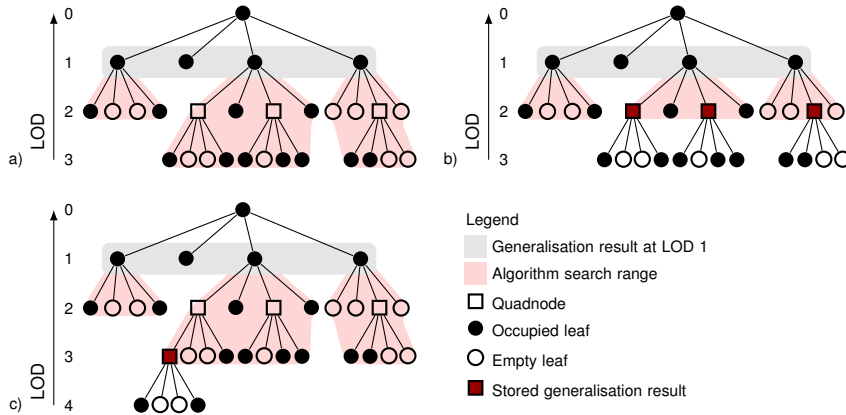 0
1
2
3
LOD
a)
0
1
2
3
LOD
b)
0
1
2
3
4
LOD
c)
Legend
Generalisation result at LOD 1
Algorithm search range
Quadnode
Occupied leaf
Empty leaf
Stored generalisation result